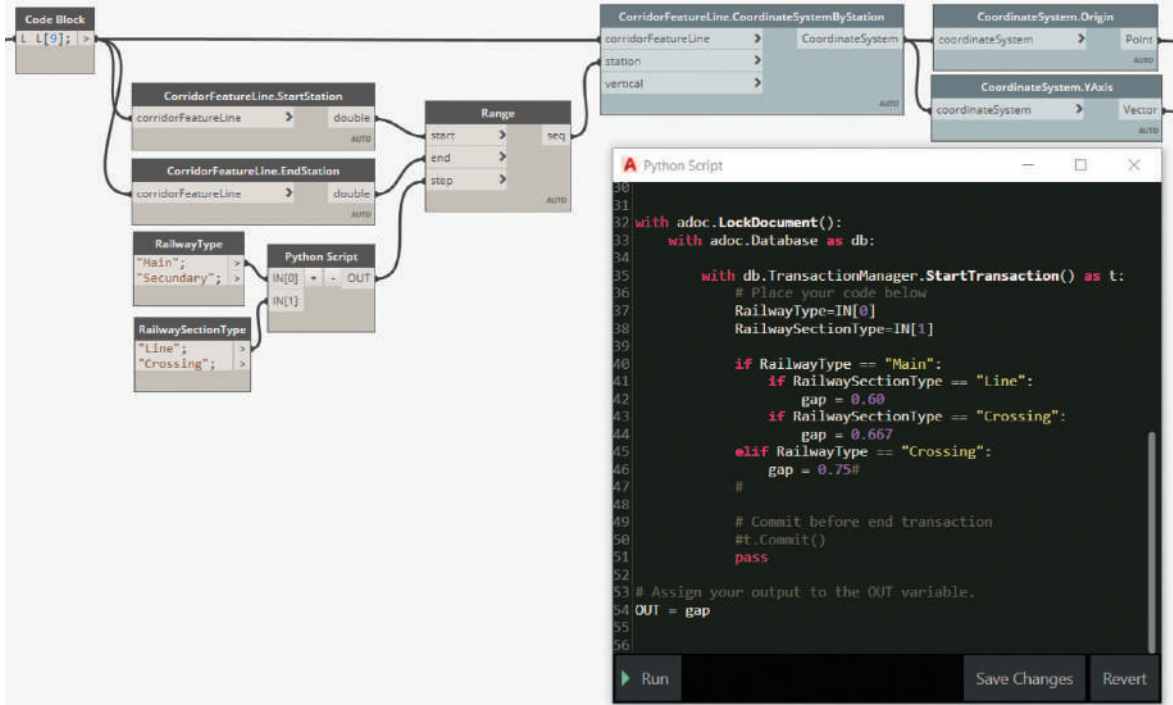 Code Block
L L[9]; >
CorridorFeatureLine.StartStation
corridorFeatureLine > double
AUTO
CorridorFeatureLine.EndStation
corridorFeatureLine > double
AUTO
Range
start > seq
end >
step >
AUTO
RailwayType
"Main"; >
"Secundary"; >
Python Script
IN[0] + - OUT
IN[1]
RailwaySectionType
"Line"; >
"Crossing"; >
CorridorFeatureLine.CoordinateSystemByStation
corridorFeatureLine > CoordinateSystem
station >
vertical >
AUTO
CoordinateSystem.Origin
coordinateSystem > Point
AUTO
CoordinateSystem.YAxis
coordinateSystem > Vector
AUTO
Python Script
30
31
32 with adoc.LockDocument():
33 with adoc.Database as db:
34
35 with db.TransactionManager.StartTransaction() as t:
36 # Place your code below
37 RailwayType=IN[0]
38 RailwaySectionType=IN[1]
39
40 if RailwayType == "Main":
41 if RailwaySectionType == "Line":
42 gap = 0.60
43 if RailwaySectionType == "Crossing":
44 gap = 0.667
45 elif RailwayType == "Crossing":
46 gap = 0.75#
47 #
48
49 # Commit before end transaction
50 #t.Commit()
51 pass
52
53 # Assign your output to the OUT variable.
54 OUT = gap
55
56
Run Save Changes Revert